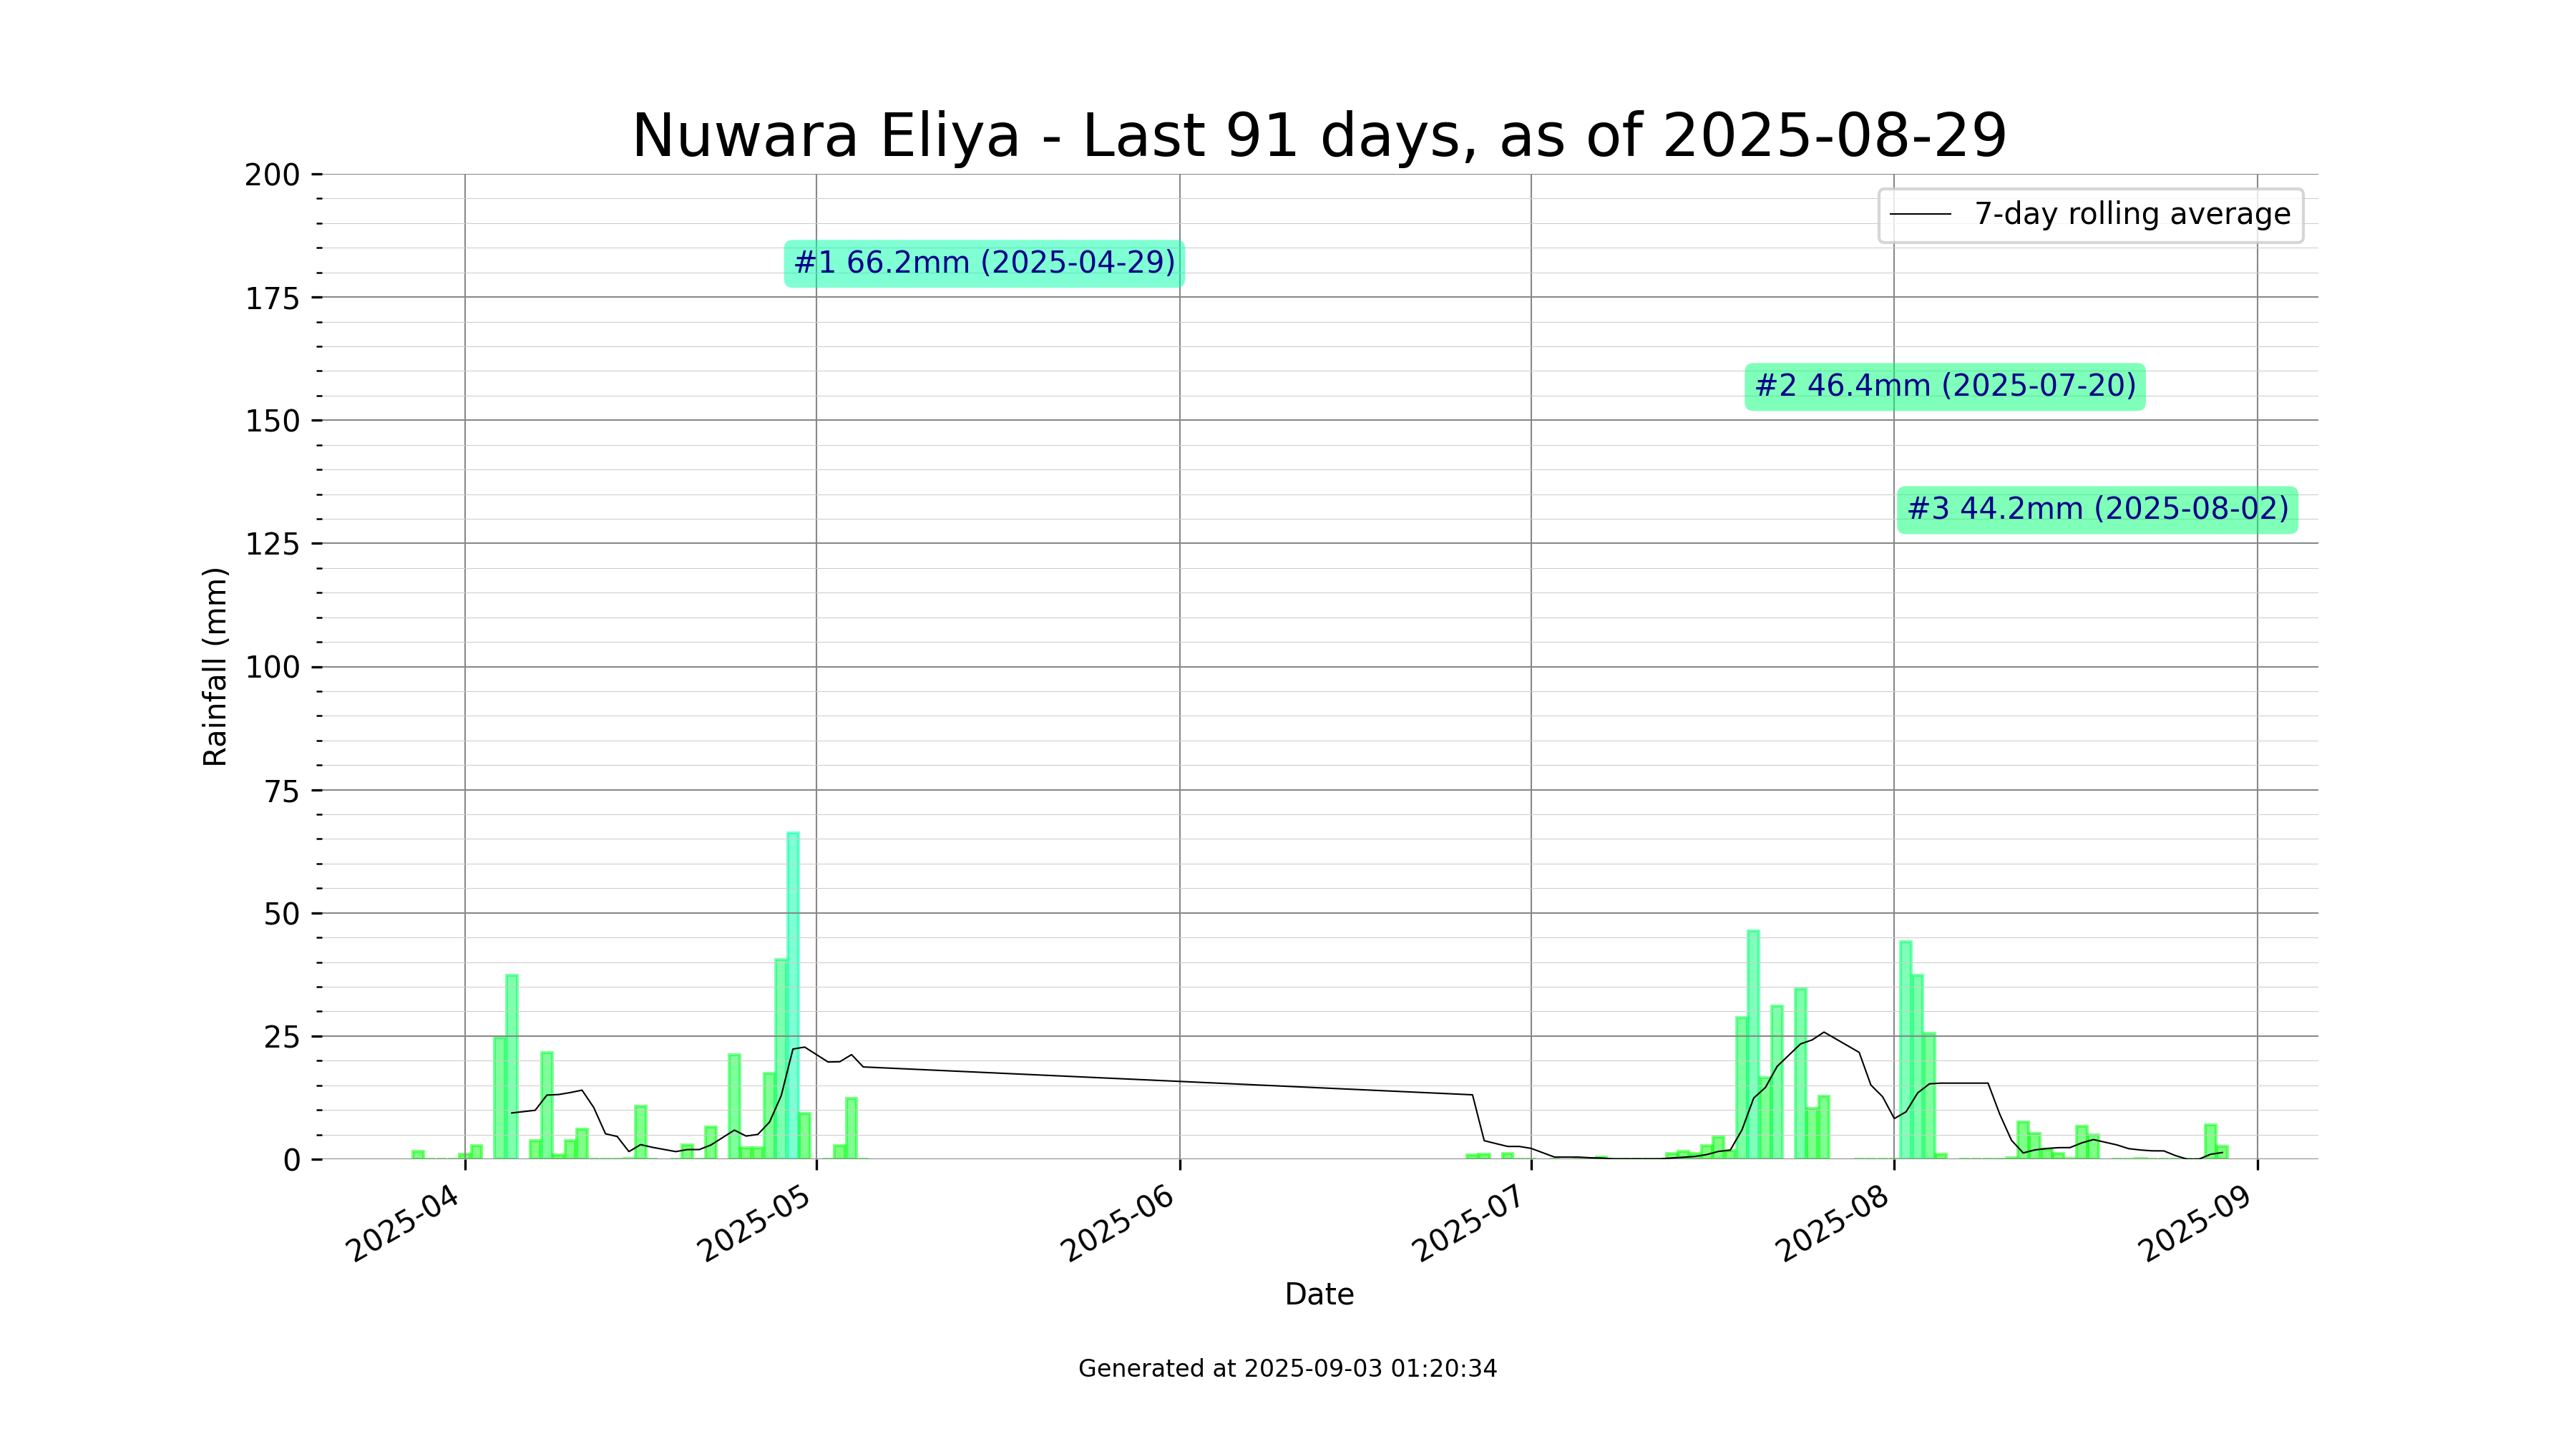 Nuwara Eliya - Last 91 days, as of 2025-08-29
200
175
150
125
100
75
50
25
0
Rainfall (mm)
7-day rolling average
#1 66.2mm (2025-04-29)
#2 46.4mm (2025-07-20)
#3 44.2mm (2025-08-02)
2025-04
2025-05
2025-06
2025-07
2025-08
2025-09
Date
Generated at 2025-09-03 01:20:34